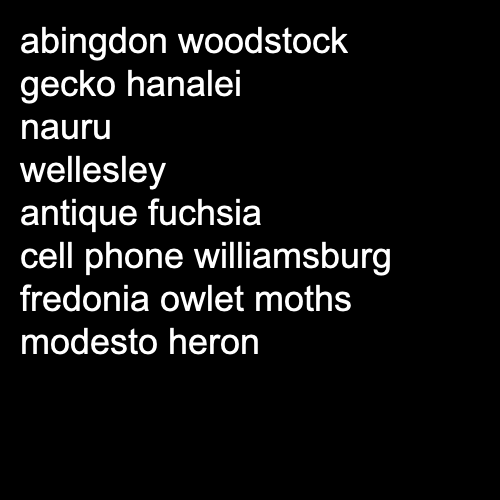 abingdon woodstock
gecko hanalei
nauru
wellesley
antique fuchsia
cell phone williamsburg
fredonia owlet moths
modesto heron